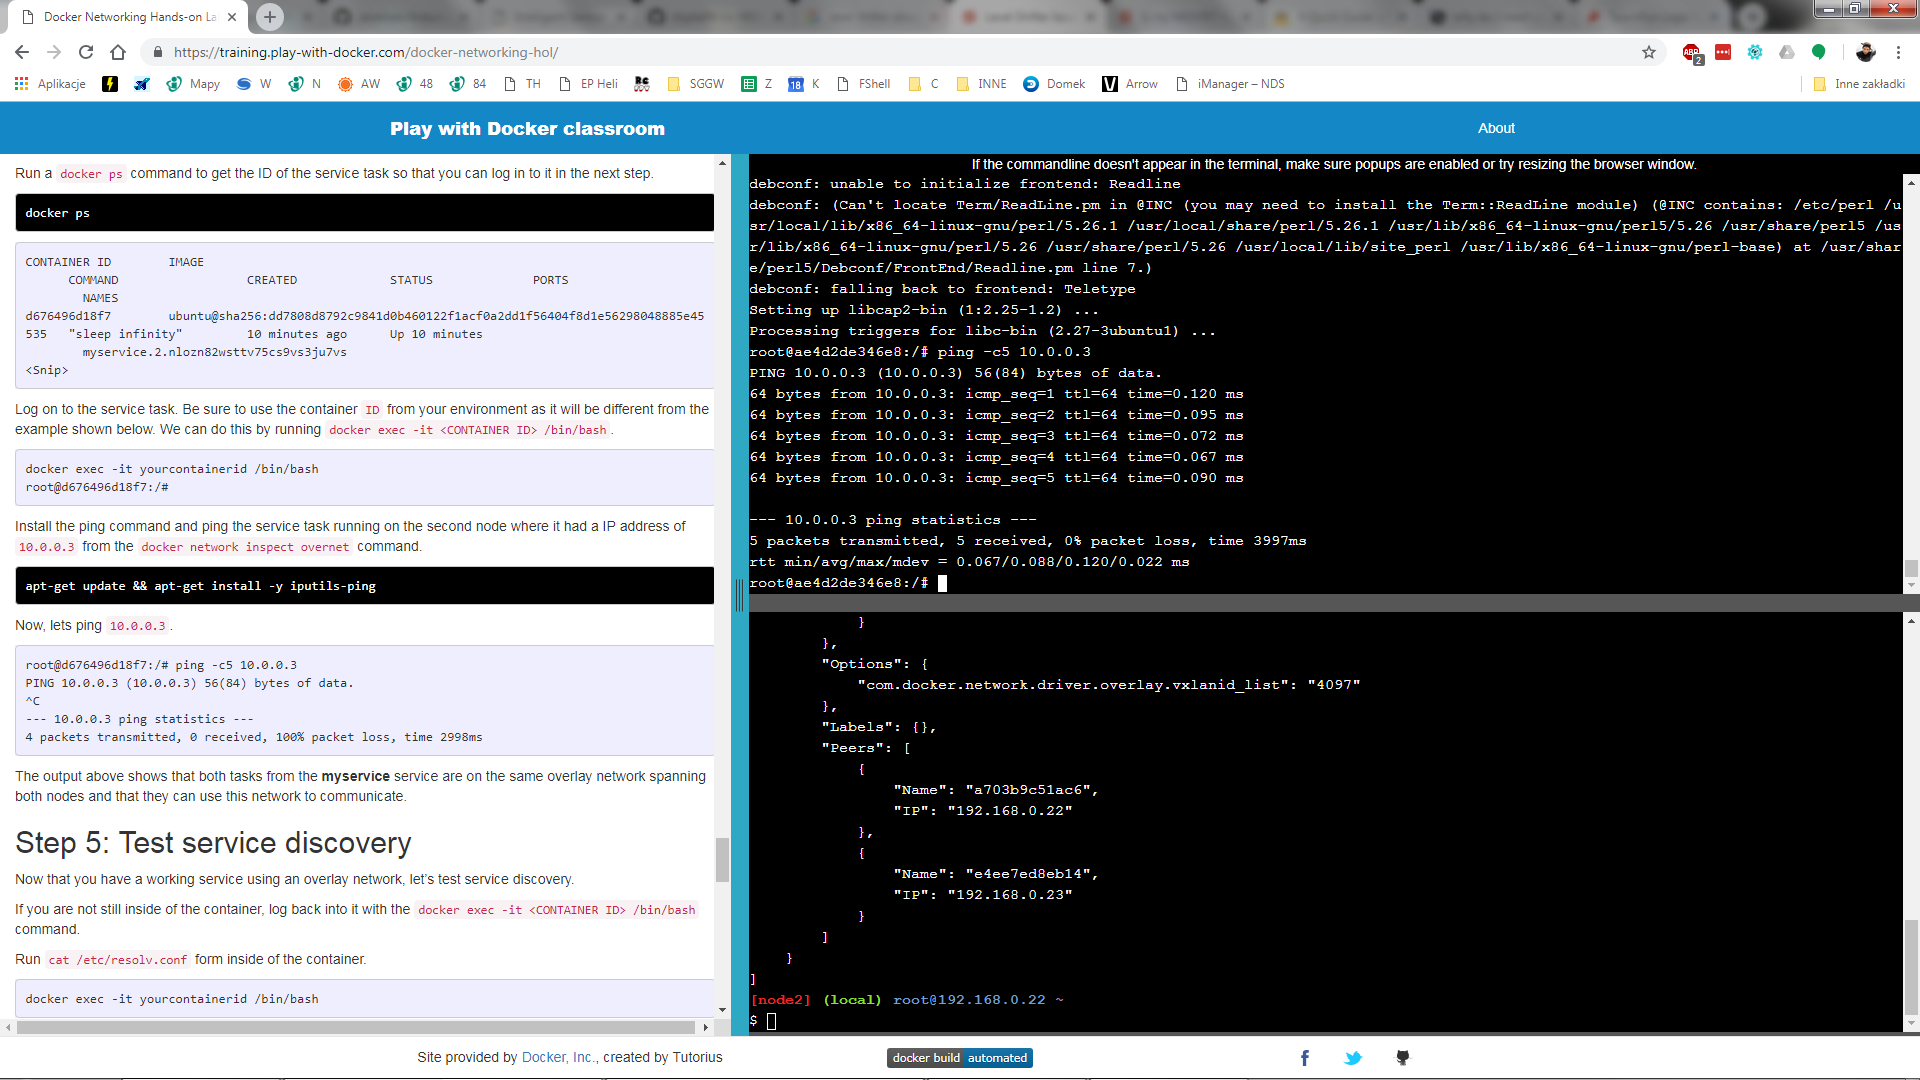 Docker Networking Hands-on La
https://training.play-with-docker.com/docker-networking-hol/
2
Aplikacje
Mapy
W
N
AW
48
84
TH
EP Heli
SGGW
Z
18
K
FShell
C
INNE
Domek
Arrow
iManager – NDS
Inne zakładki
Play with Docker classroom
About
Run a docker ps command to get the ID of the service task so that you can log in to it in the next step.
docker ps
CONTAINER ID        IMAGE
      COMMAND                  CREATED             STATUS              PORTS
        NAMES
d676496d18f7        ubuntu@sha256:dd7808d8792c9841d0b460122f1acf0a2dd1f56404f8d1e56298048885e45
535   "sleep infinity"         10 minutes ago      Up 10 minutes
        myservice.2.nlozn82wsttv75cs9vs3ju7vs
<Snip>
Log on to the service task. Be sure to use the container ID from your environment as it will be different from the
example shown below. We can do this by running docker exec -it <CONTAINER ID> /bin/bash.
docker exec -it yourcontainerid /bin/bash
root@d676496d18f7:/#
Install the ping command and ping the service task running on the second node where it had a IP address of
10.0.0.3 from the docker network inspect overnet command.
apt-get update && apt-get install -y iputils-ping
Now, lets ping 10.0.0.3.
root@d676496d18f7:/# ping -c5 10.0.0.3
PING 10.0.0.3 (10.0.0.3) 56(84) bytes of data.
^C
--- 10.0.0.3 ping statistics ---
4 packets transmitted, 0 received, 100% packet loss, time 2998ms
The output above shows that both tasks from the myservice service are on the same overlay network spanning
both nodes and that they can use this network to communicate.
Step 5: Test service discovery
Now that you have a working service using an overlay network, let's test service discovery.
If you are not still inside of the container, log back into it with the docker exec -it <CONTAINER ID> /bin/bash
command.
Run cat /etc/resolv.conf form inside of the container.
docker exec -it yourcontainerid /bin/bash
If the commandline doesn't appear in the terminal, make sure popups are enabled or try resizing the browser window.
debconf: unable to initialize frontend: Readline
debconf: (Can't locate Term/ReadLine.pm in @INC (you may need to install the Term::ReadLine module) (@INC contains: /etc/perl /u
sr/local/lib/x86_64-linux-gnu/perl/5.26.1 /usr/local/share/perl/5.26.1 /usr/lib/x86_64-linux-gnu/perl5/5.26 /usr/share/perl5 /us
r/lib/x86_64-linux-gnu/perl/5.26 /usr/share/perl/5.26 /usr/local/lib/site_perl /usr/lib/x86_64-linux-gnu/perl-base) at /usr/shar
e/perl5/Debconf/FrontEnd/Readline.pm line 7.)
debconf: falling back to frontend: Teletype
Setting up libcap2-bin (1:2.25-1.2) ...
Processing triggers for libc-bin (2.27-3ubuntu1) ...
root@ae4d2de346e8:/# ping -c5 10.0.0.3
PING 10.0.0.3 (10.0.0.3) 56(84) bytes of data.
64 bytes from 10.0.0.3: icmp_seq=1 ttl=64 time=0.120 ms
64 bytes from 10.0.0.3: icmp_seq=2 ttl=64 time=0.095 ms
64 bytes from 10.0.0.3: icmp_seq=3 ttl=64 time=0.072 ms
64 bytes from 10.0.0.3: icmp_seq=4 ttl=64 time=0.067 ms
64 bytes from 10.0.0.3: icmp_seq=5 ttl=64 time=0.090 ms
--- 10.0.0.3 ping statistics ---
5 packets transmitted, 5 received, 0% packet loss, time 3997ms
rtt min/avg/max/mdev = 0.067/0.088/0.120/0.022 ms
root@ae4d2de346e8:/#
}
},
"Options": {
"com.docker.network.driver.overlay.vxlanid_list": "4097"
},
"Labels": {},
"Peers": [
{
"Name": "a703b9c51ac6",
"IP": "192.168.0.22"
},
{
"Name": "e4ee7ed8eb14",
"IP": "192.168.0.23"
}
]
}
]
[node2] (local) root@192.168.0.22 ~
$
Site provided by Docker, Inc., created by Tutorius
docker build automated